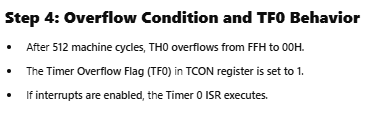 Step 4: Overflow Condition and TF0 Behavior
• After 512 machine cycles, TH0 overflows from FFH to 00H.
• The Timer Overflow Flag (TF0) in TCON register is set to 1.
• If interrupts are enabled, the Timer 0 ISR executes.